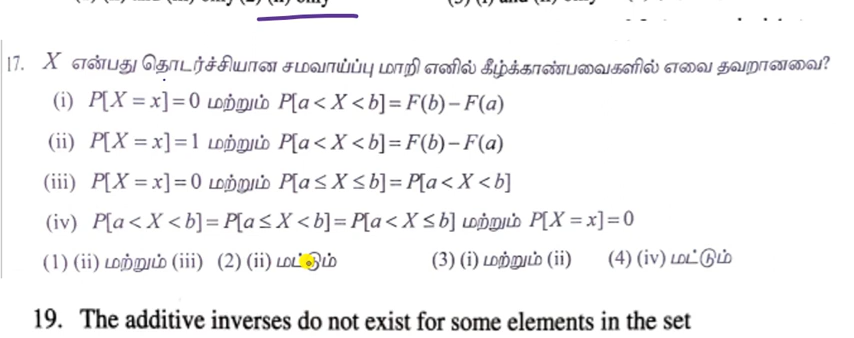 17. X என்பது தொடர்ச்சியான சமவாய்ப்பு மாறி எனில் கீழ்க்காண்பவைகளில் எவை தவறானவை?
(i) P[X = x] = 0 மற்றும் P[a < X < b] = F(b) – F(a)
(ii) P[X = x] = 1 மற்றும் P[a < X < b] = F(b) – F(a)
(iii) P[X = x] = 0 மற்றும் P[a ≤ X ≤ b] = P[a < X < b]
(iv) P[a < X < b] = P[a ≤ X < b] = P[a < X ≤ b] மற்றும் P[X = x] = 0
(1) (ii) மற்றும் (iii) (2) (ii) மட்டும் (3) (i) மற்றும் (ii) (4) (iv) மட்டும்
19. The additive inverses do not exist for some elements in the set